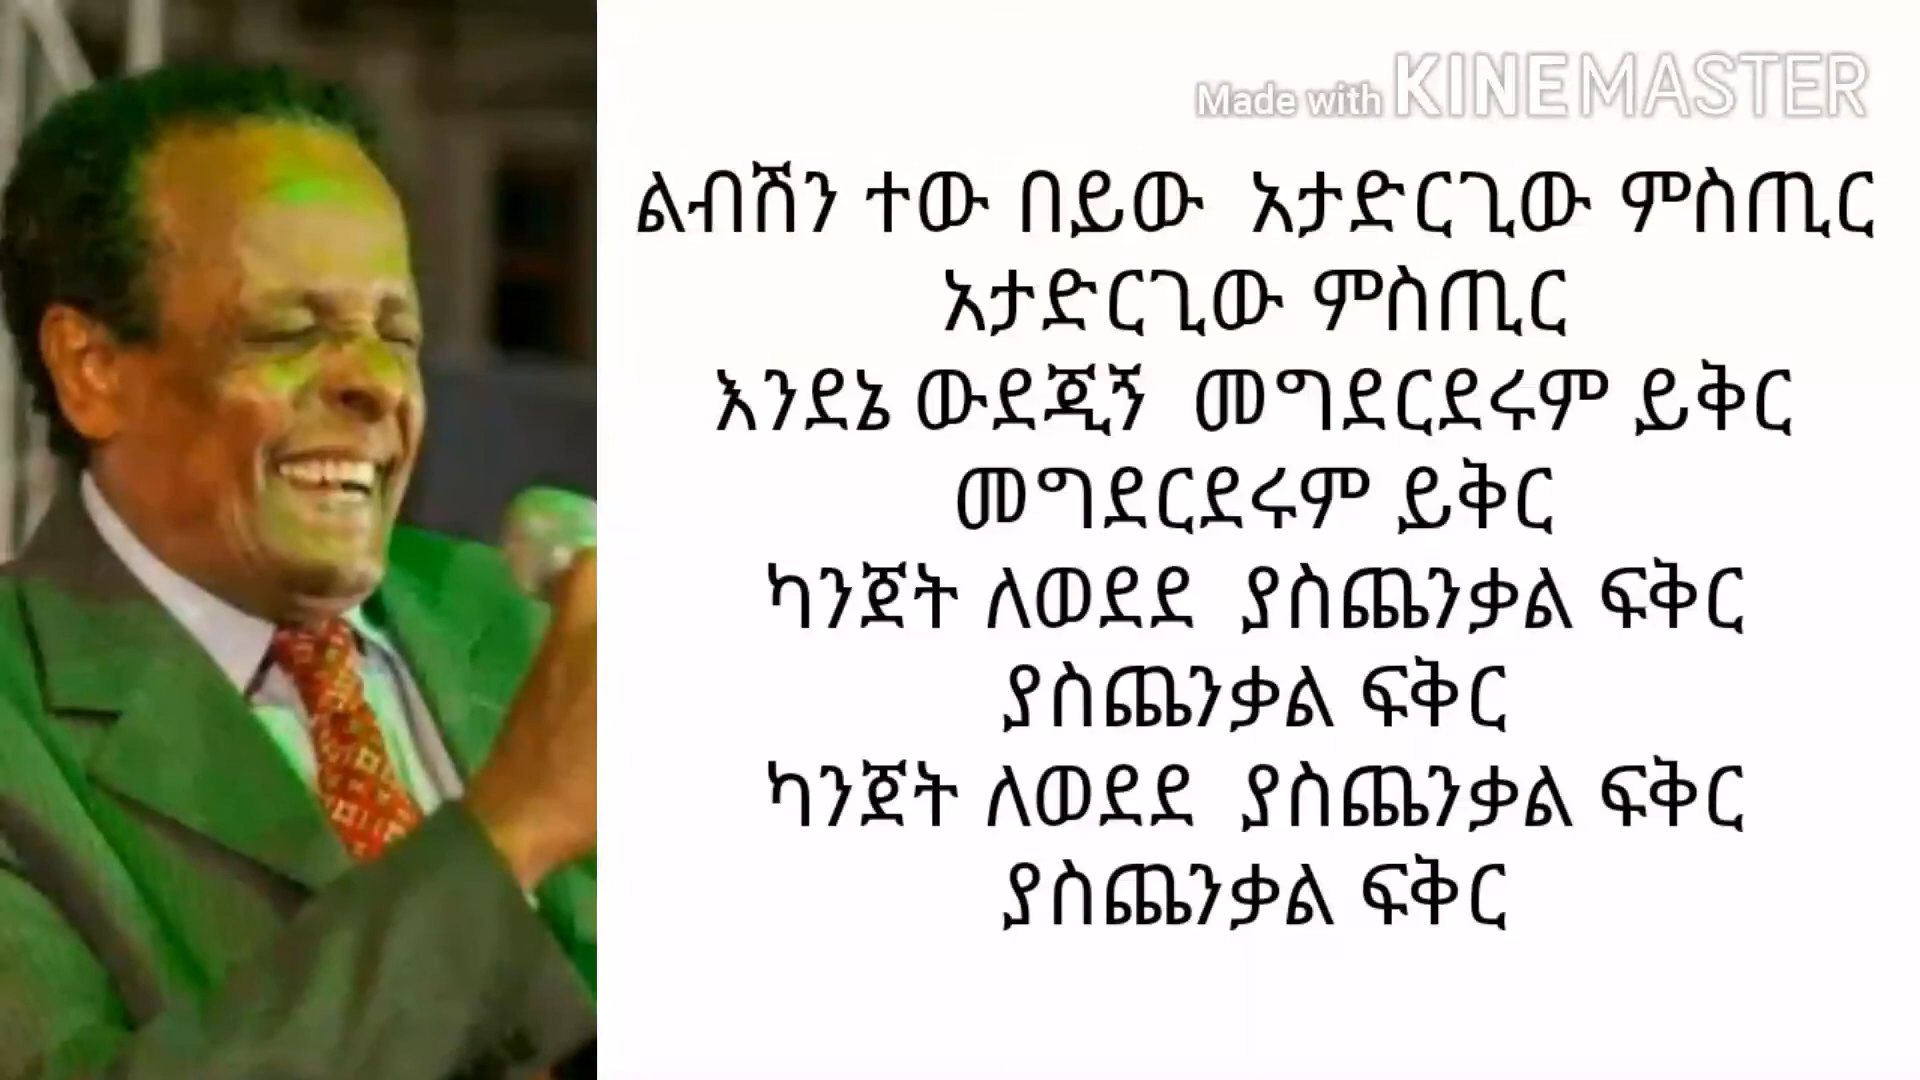 Made with KINEMASTER
ልብሽን ተው በይው አታድርጊው ምስጢር
አታድርጊው ምስጢር
እንደኔ ውደጂኝ መግደርደሩም ይቅር
መግደርደሩም ይቅር
ካንጀት ለወደደ ያስጨንቃል ፍቅር
ያስጨንቃል ፍቅር
ካንጀት ለወደደ ያስጨንቃል ፍቅር
ያስጨንቃል ፍቅር